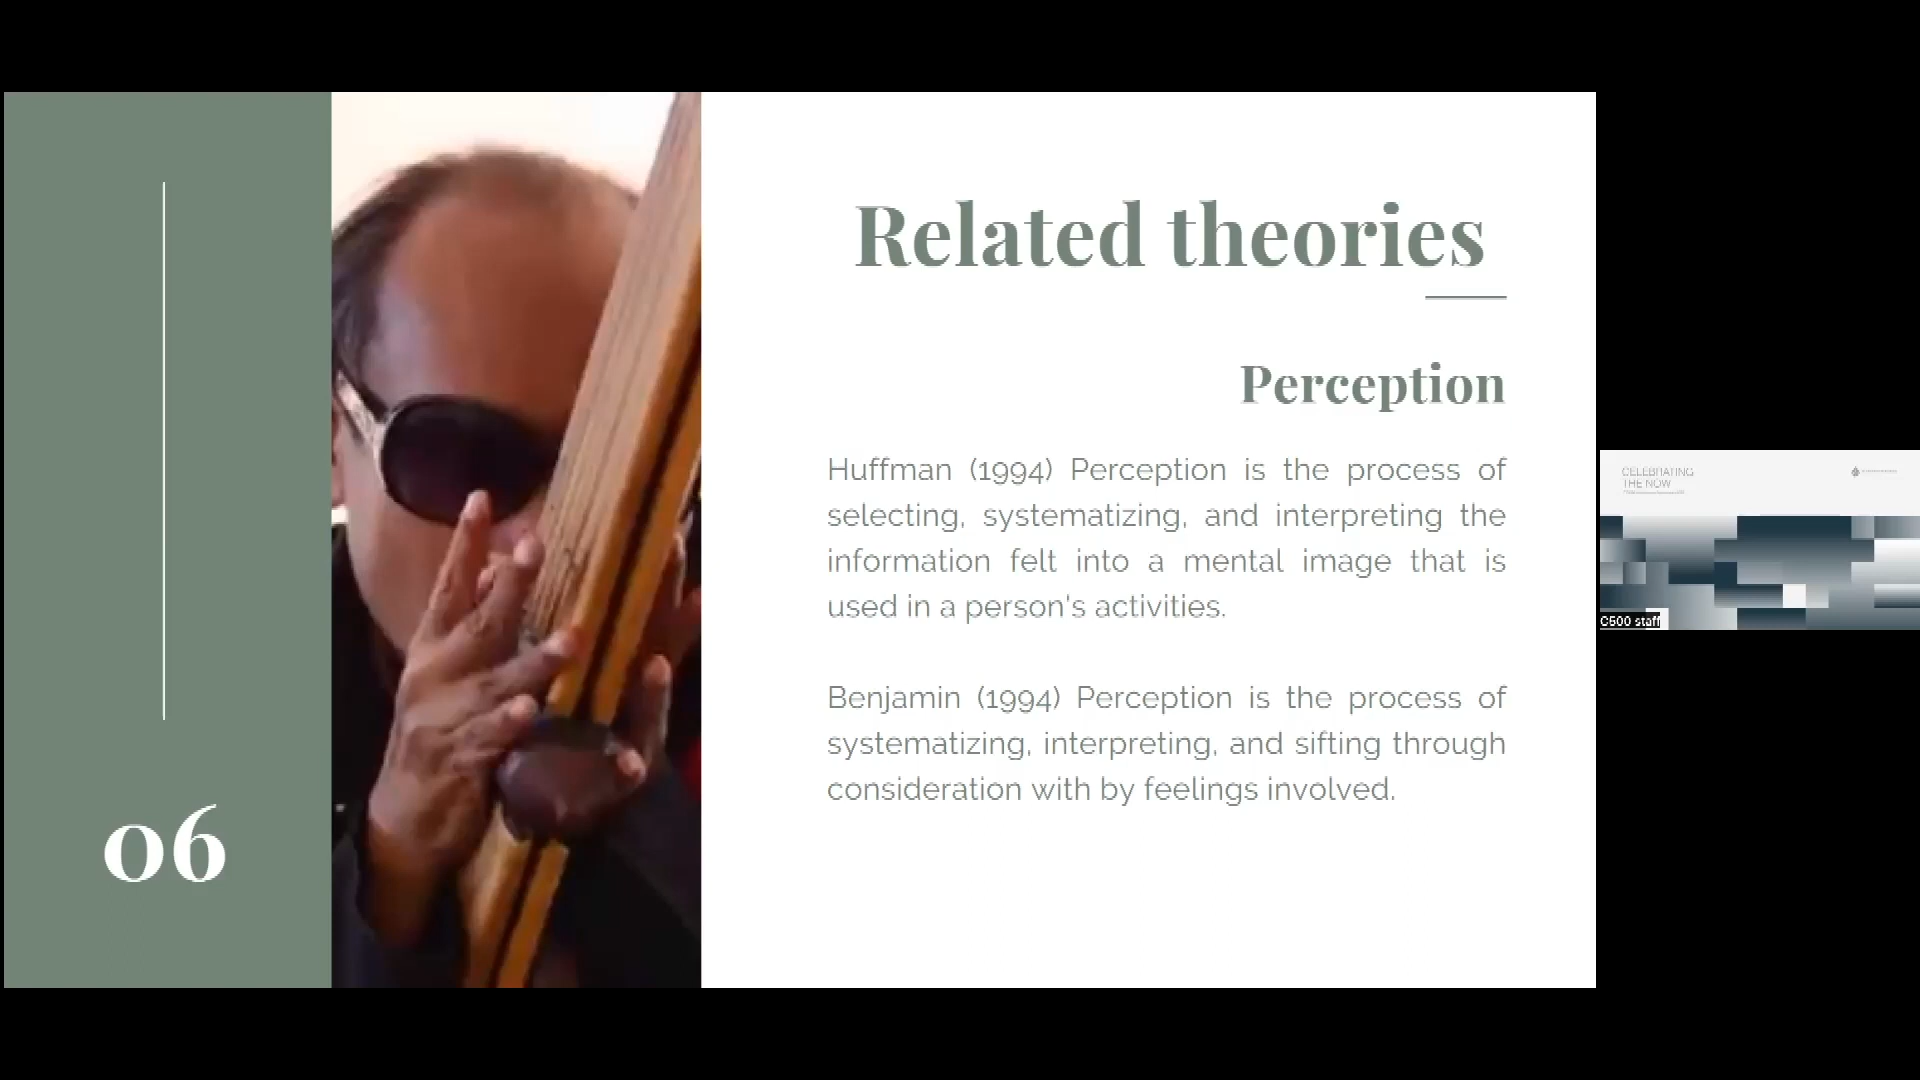 06
Related theories
Perception
Huffman (1994) Perception is the process of
selecting, systematizing, and interpreting the
information felt into a mental image that is
used in a person's activities.
Benjamin (1994) Perception is the process of
systematizing, interpreting, and sifting through
consideration with by feelings involved.
CELEBRATING
THE NOW
C500 staff